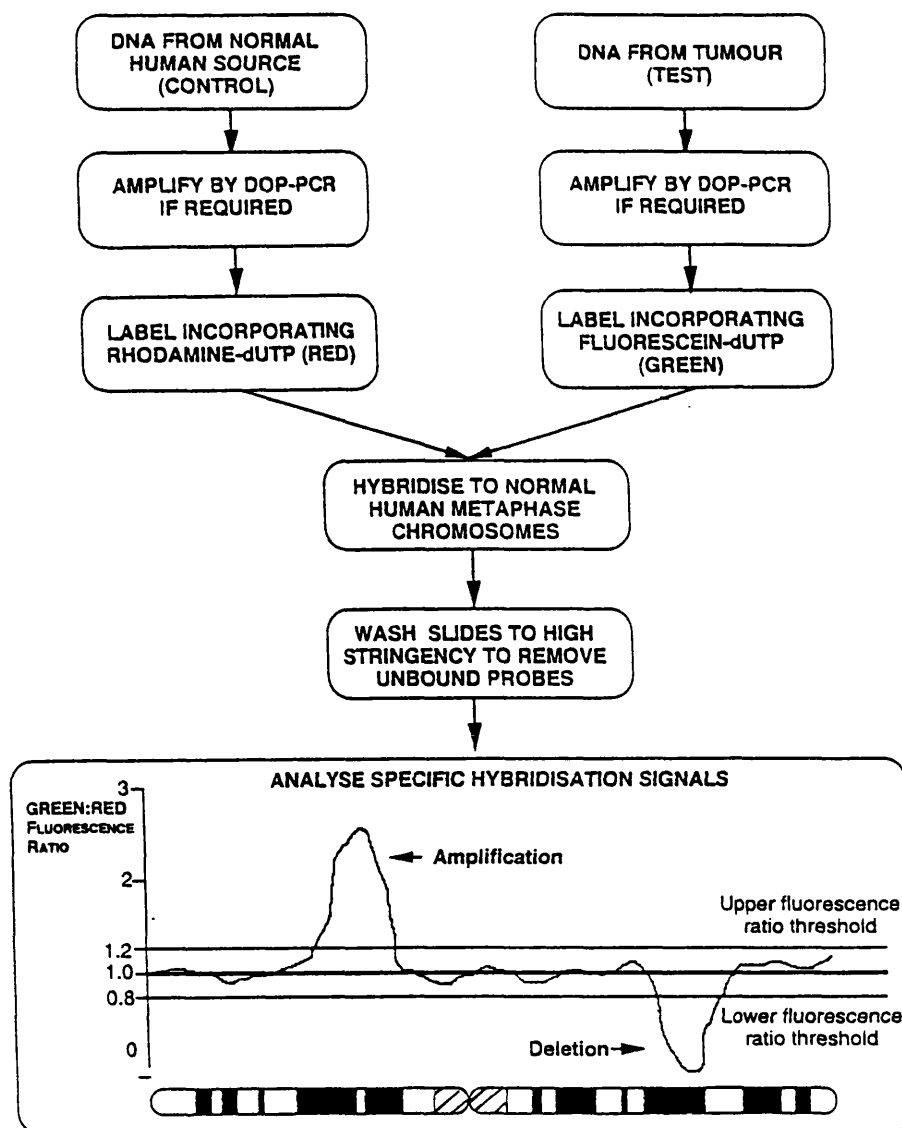 DNA FROM NORMAL
HUMAN SOURCE
(CONTROL)
DNA FROM TUMOUR
(TEST)
AMPLIFY BY DOP-PCR
IF REQUIRED
AMPLIFY BY DOP-PCR
IF REQUIRED
LABEL INCORPORATING
RHODAMINE-dUTP (RED)
LABEL INCORPORATING
FLUORESCEIN-dUTP
(GREEN)
HYBRIDISE TO NORMAL
HUMAN METAPHASE
CHROMOSOMES
WASH SLIDES TO HIGH
STRINGENCY TO REMOVE
UNBOUND PROBES
ANALYSE SPECIFIC HYBRIDISATION SIGNALS
3
GREEN:RED
FLUORESCENCE
RATIO
Amplification
2
Upper fluorescence
ratio threshold
1.2
1.0
0.8
Lower fluorescence
ratio threshold
0
Deletion